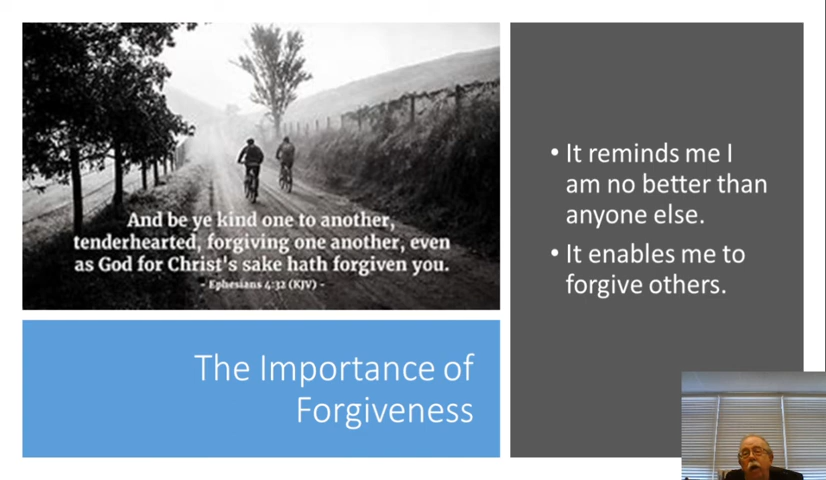 And be ye kind one to another,
tenderhearted, forgiving one another, even
as God for Christ's sake hath forgiven you.
- Ephesians 4:32 (KJV) -
The Importance of
Forgiveness
• It reminds me I
am no better than
anyone else.
• It enables me to
forgive others.